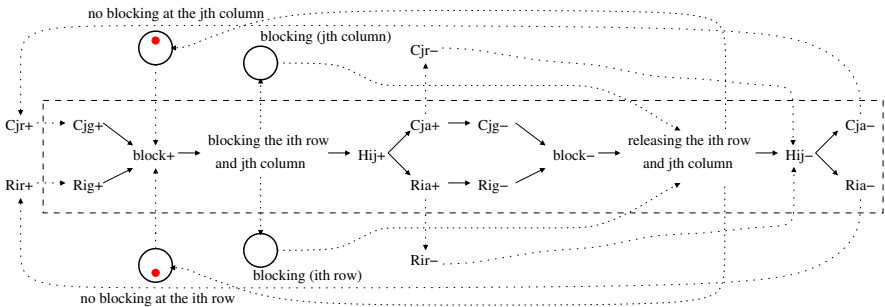 no blocking at the jth column
blocking (jth column)
Cjr−
Cjr+ Cjg+ blocking the ith row Cja+ Cjg− releasing the ith row Cja−
block+ and jth column Hij+ block− and jth column Hij−
Rir+ Rig+ Ria+ Rig− Ria−
Rir−
blocking (ith row)
no blocking at the ith row